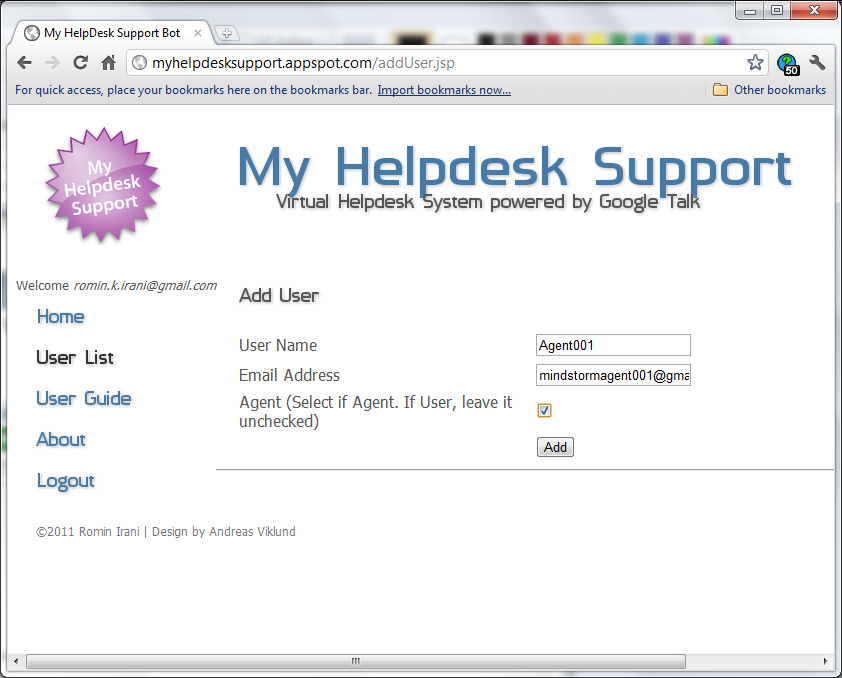 My HelpDesk Support Bot
myhelpdesksupport.appspot.com/addUser.jsp
50
For quick access, place your bookmarks here on the bookmarks bar. Import bookmarks now...
Other bookmarks
My
Helpdesk
Support
My Helpdesk Support
Virtual Helpdesk System powered by Google Talk
Welcome romin.k.irani@gmail.com
Home
User List
User Guide
About
Logout
Add User
User Name
Agent001
Email Address
mindstormagent001@gma
Agent (Select if Agent. If User, leave it
unchecked)
Add
©2011 Romin Irani | Design by Andreas Viklund